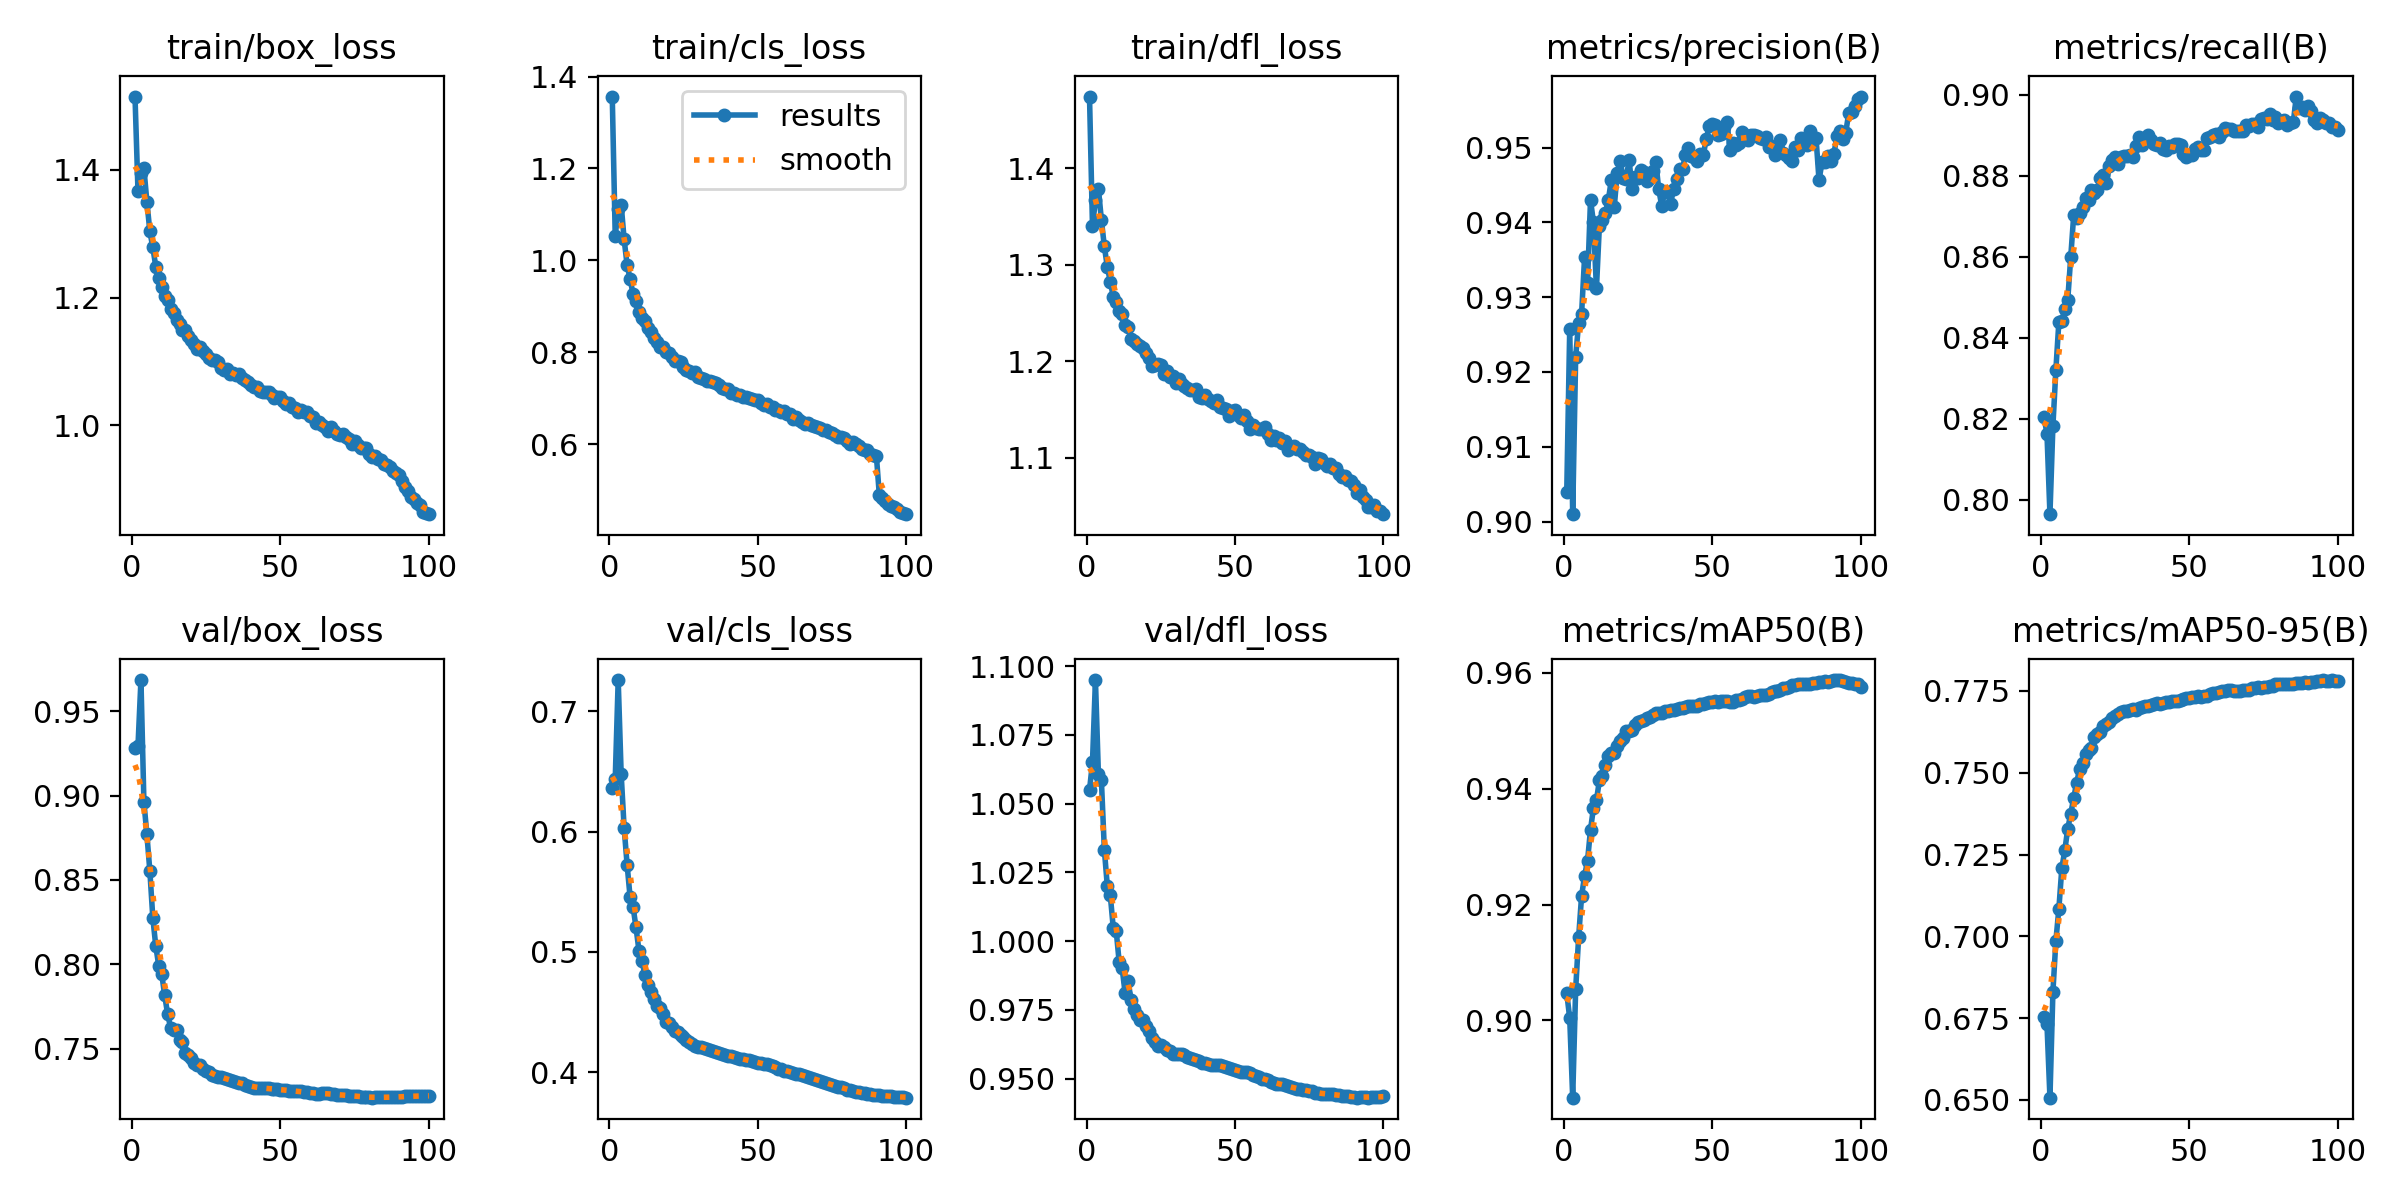 train/box_loss
train/cls_loss
train/dfl_loss
metrics/precision(B)
metrics/recall(B)
results
smooth
1.4
1.2
1.0
0 50 100
1.4
1.2
1.0
0.8
0.6
0 50 100
1.4
1.3
1.2
1.1
0 50 100
0.95
0.94
0.93
0.92
0.91
0.90
0 50 100
0.90
0.88
0.86
0.84
0.82
0.80
0 50 100
val/box_loss
val/cls_loss
val/dfl_loss
metrics/mAP50(B)
metrics/mAP50-95(B)
0.95
0.90
0.85
0.80
0.75
0 50 100
0.7
0.6
0.5
0.4
0 50 100
1.100
1.075
1.050
1.025
1.000
0.975
0.950
0 50 100
0.96
0.94
0.92
0.90
0 50 100
0.775
0.750
0.725
0.700
0.675
0.650
0 50 100